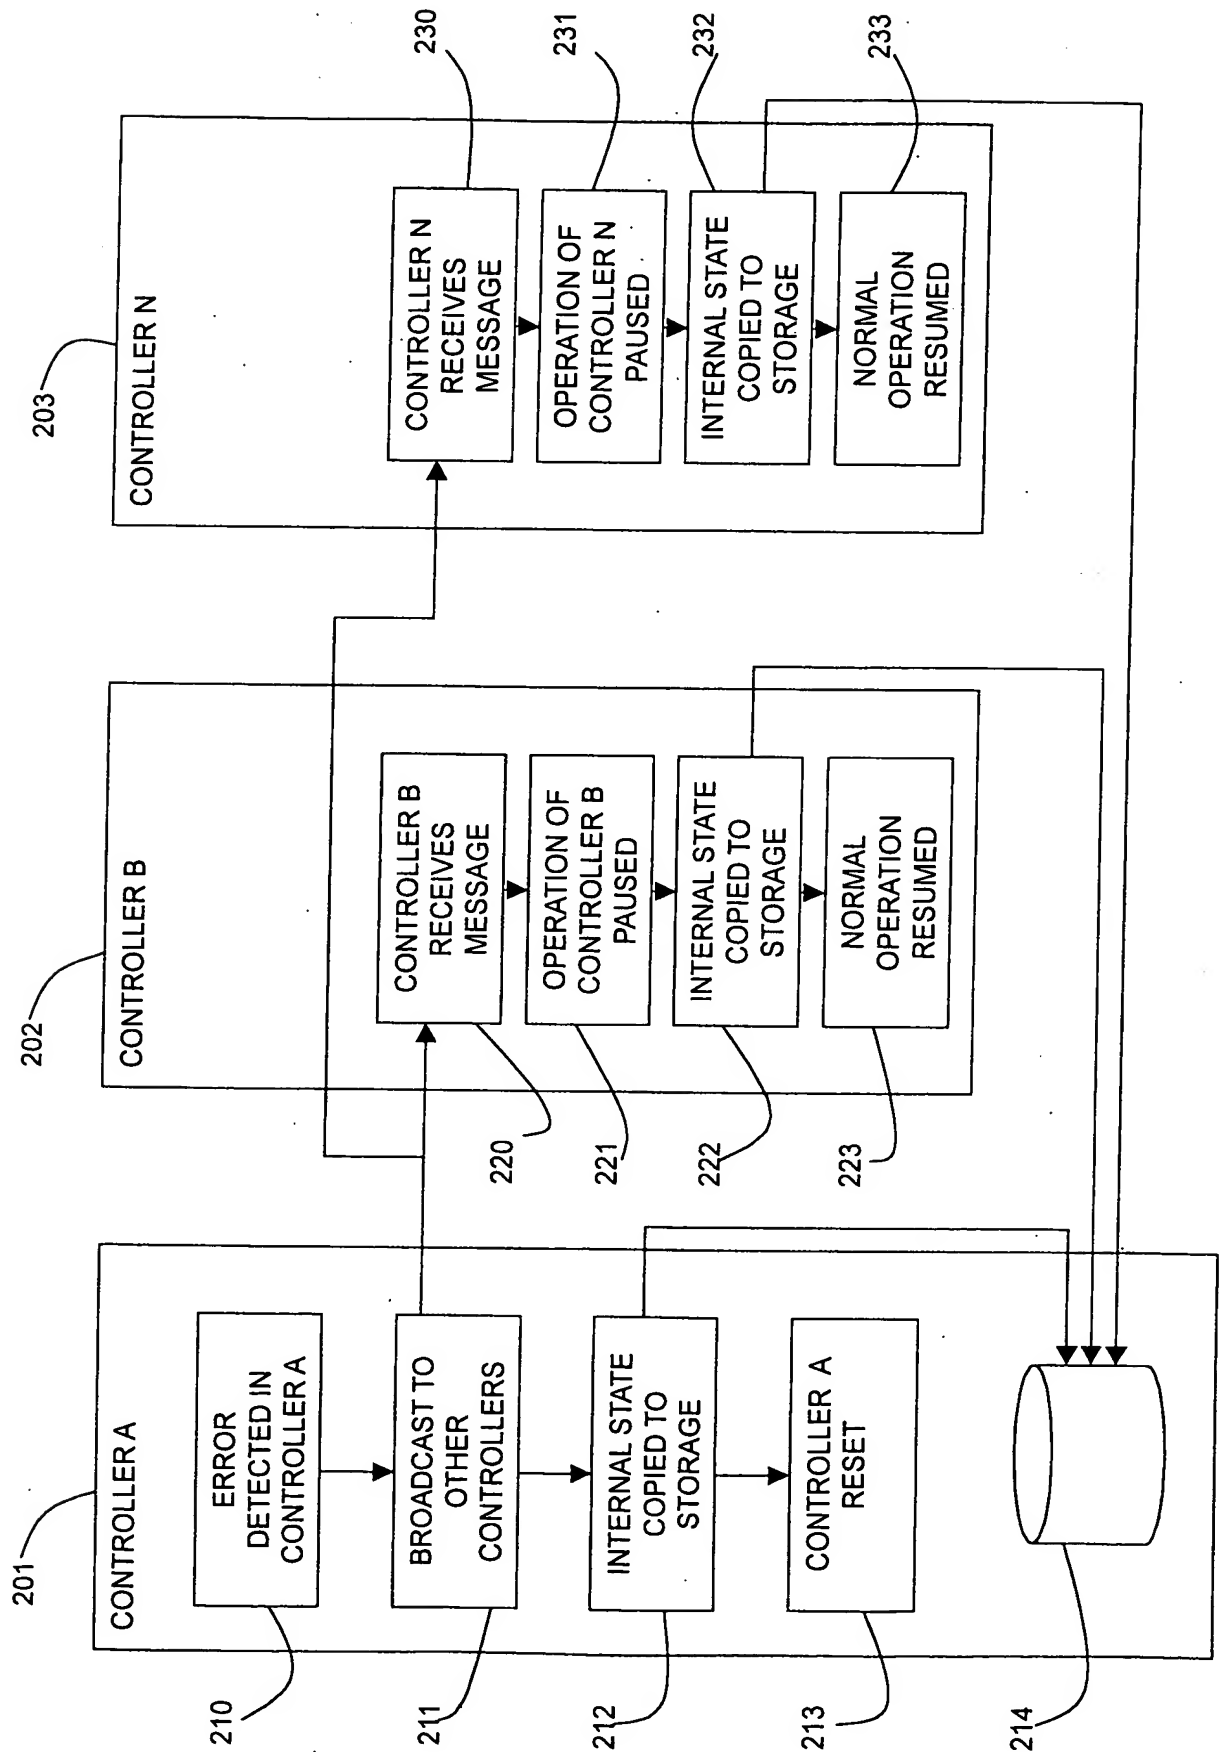 201
CONTROLLER A
210
ERROR
DETECTED IN
CONTROLLER A
211
BROADCAST TO
OTHER
CONTROLLERS
212
INTERNAL STATE
COPIED TO
STORAGE
213
CONTROLLER A
RESET
214
202
CONTROLLER B
220
CONTROLLER B
RECEIVES
MESSAGE
221
OPERATION OF
CONTROLLER B
PAUSED
222
INTERNAL STATE
COPIED TO
STORAGE
223
NORMAL
OPERATION
RESUMED
203
CONTROLLER N
230
CONTROLLER N
RECEIVES
MESSAGE
231
OPERATION OF
CONTROLLER N
PAUSED
232
INTERNAL STATE
COPIED TO
STORAGE
233
NORMAL
OPERATION
RESUMED